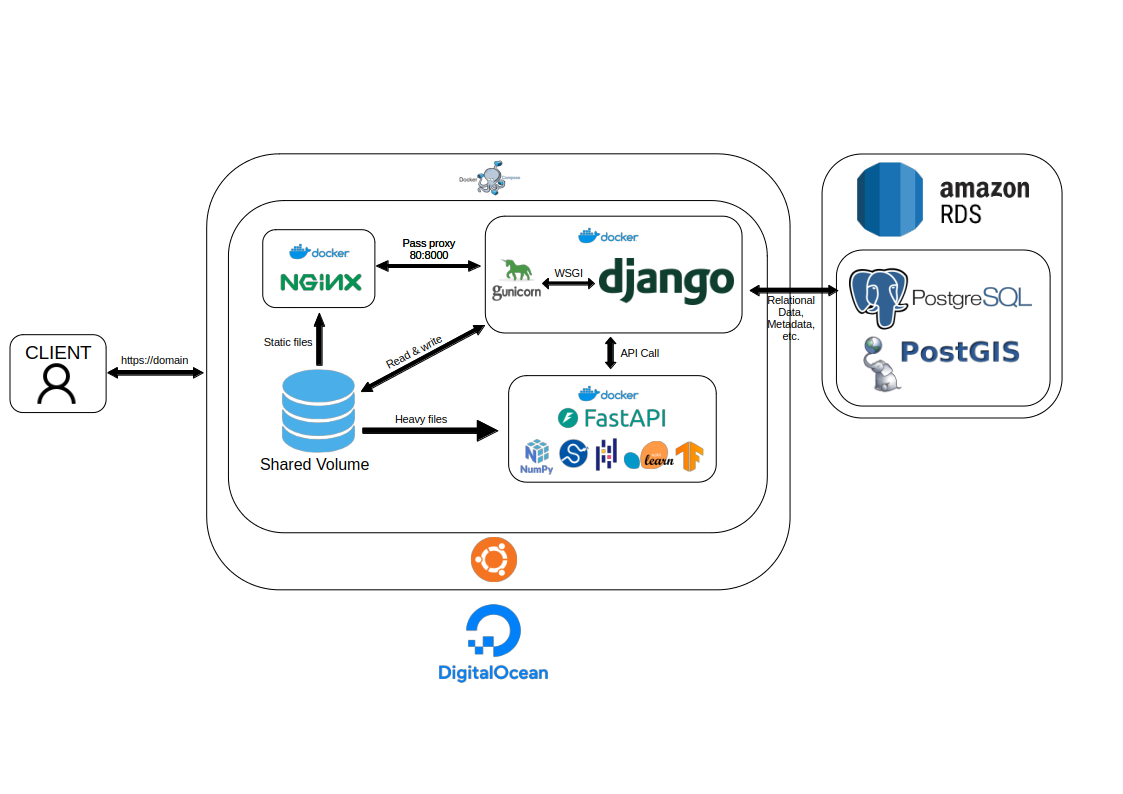 Docker Compose
docker
NGiNX
Pass proxy
80:8000
docker
gunicorn
WSGI
django
amazon
RDS
PostgreSQL
PostGIS
Relational
Data,
Metadata,
etc.
CLIENT
https://domain
Static files
Read & write
API Call
Shared Volume
Heavy files
docker
FastAPI
NumPy
learn
DigitalOcean